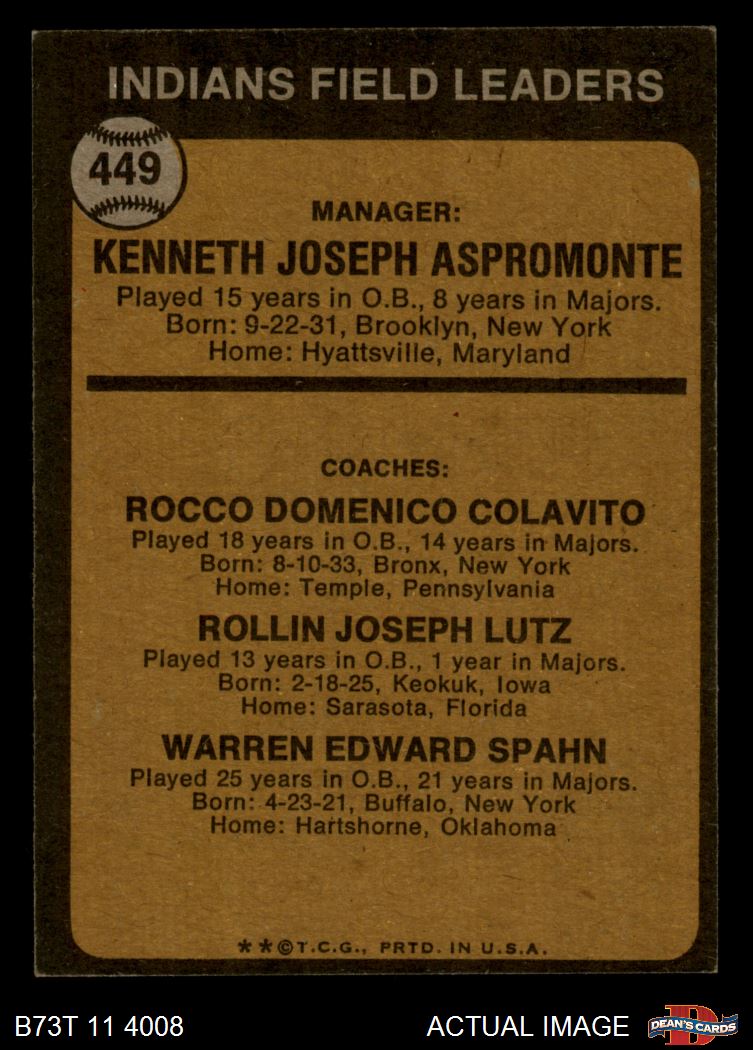 INDIANS FIELD LEADERS
449
MANAGER:
KENNETH JOSEPH ASPROMONTE
Played 15 years in O.B., 8 years in Majors.
Born: 9-22-31, Brooklyn, New York
Home: Hyattsville, Maryland
COACHES:
ROCCO DOMENICO COLAVITO
Played 18 years in O.B., 14 years in Majors.
Born: 8-10-33, Bronx, New York
Home: Temple, Pennsylvania
ROLLIN JOSEPH LUTZ
Played 13 years in O.B., 1 year in Majors.
Born: 2-18-25, Keokuk, Iowa
Home: Sarasota, Florida
WARREN EDWARD SPAHN
Played 25 years in O.B., 21 years in Majors.
Born: 4-23-21, Buffalo, New York
Home: Hartshorne, Oklahoma
**©T.C.G., PRTD. IN U.S.A.
B73T 11 4008 ACTUAL IMAGE D DEAN'S CARDS